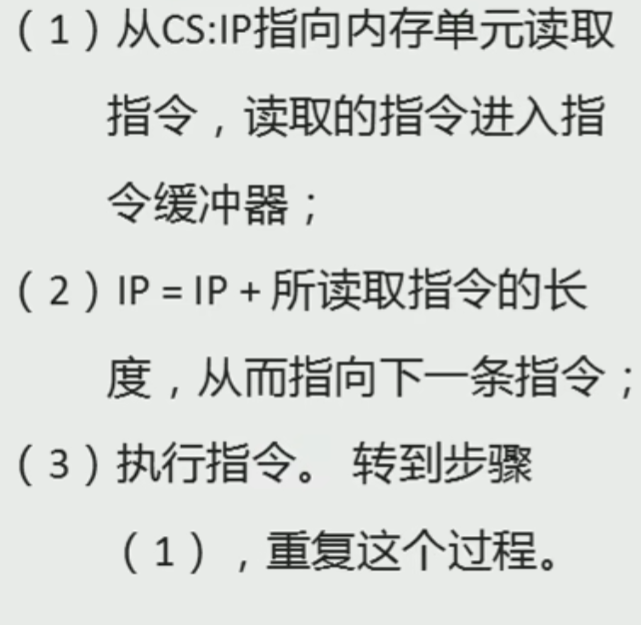 （1）从CS:IP指向内存单元读取
指令，读取的指令进入指
令缓冲器；
（2）IP = IP + 所读取指令的长
度，从而指向下一条指令；
（3）执行指令。 转到步骤
（1），重复这个过程。